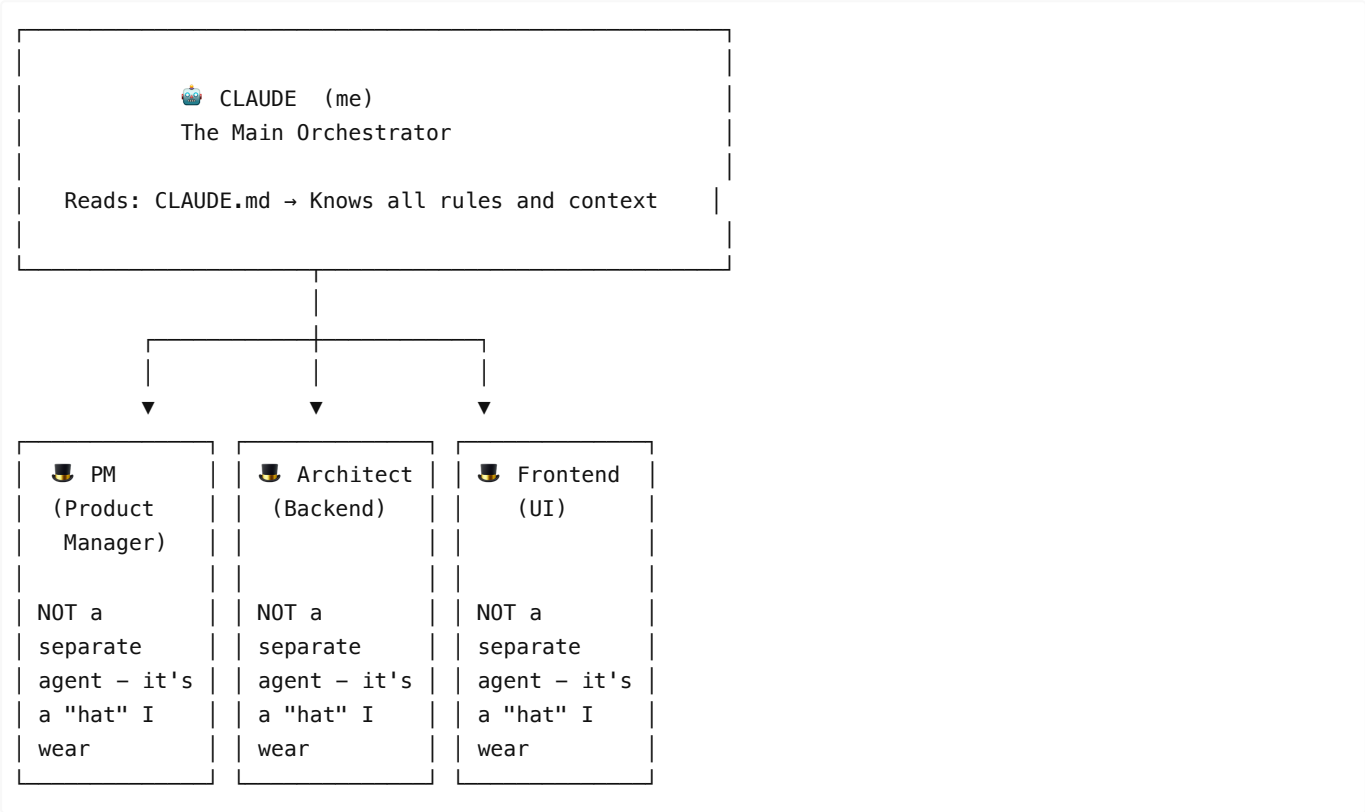 🤖 CLAUDE (me)
The Main Orchestrator
Reads: CLAUDE.md → Knows all rules and context
🎩 PM
(Product
Manager)
NOT a
separate
agent – it's
a "hat" I
wear
🎩 Architect
(Backend)
NOT a
separate
agent – it's
a "hat" I
wear
🎩 Frontend
(UI)
NOT a
separate
agent – it's
a "hat" I
wear